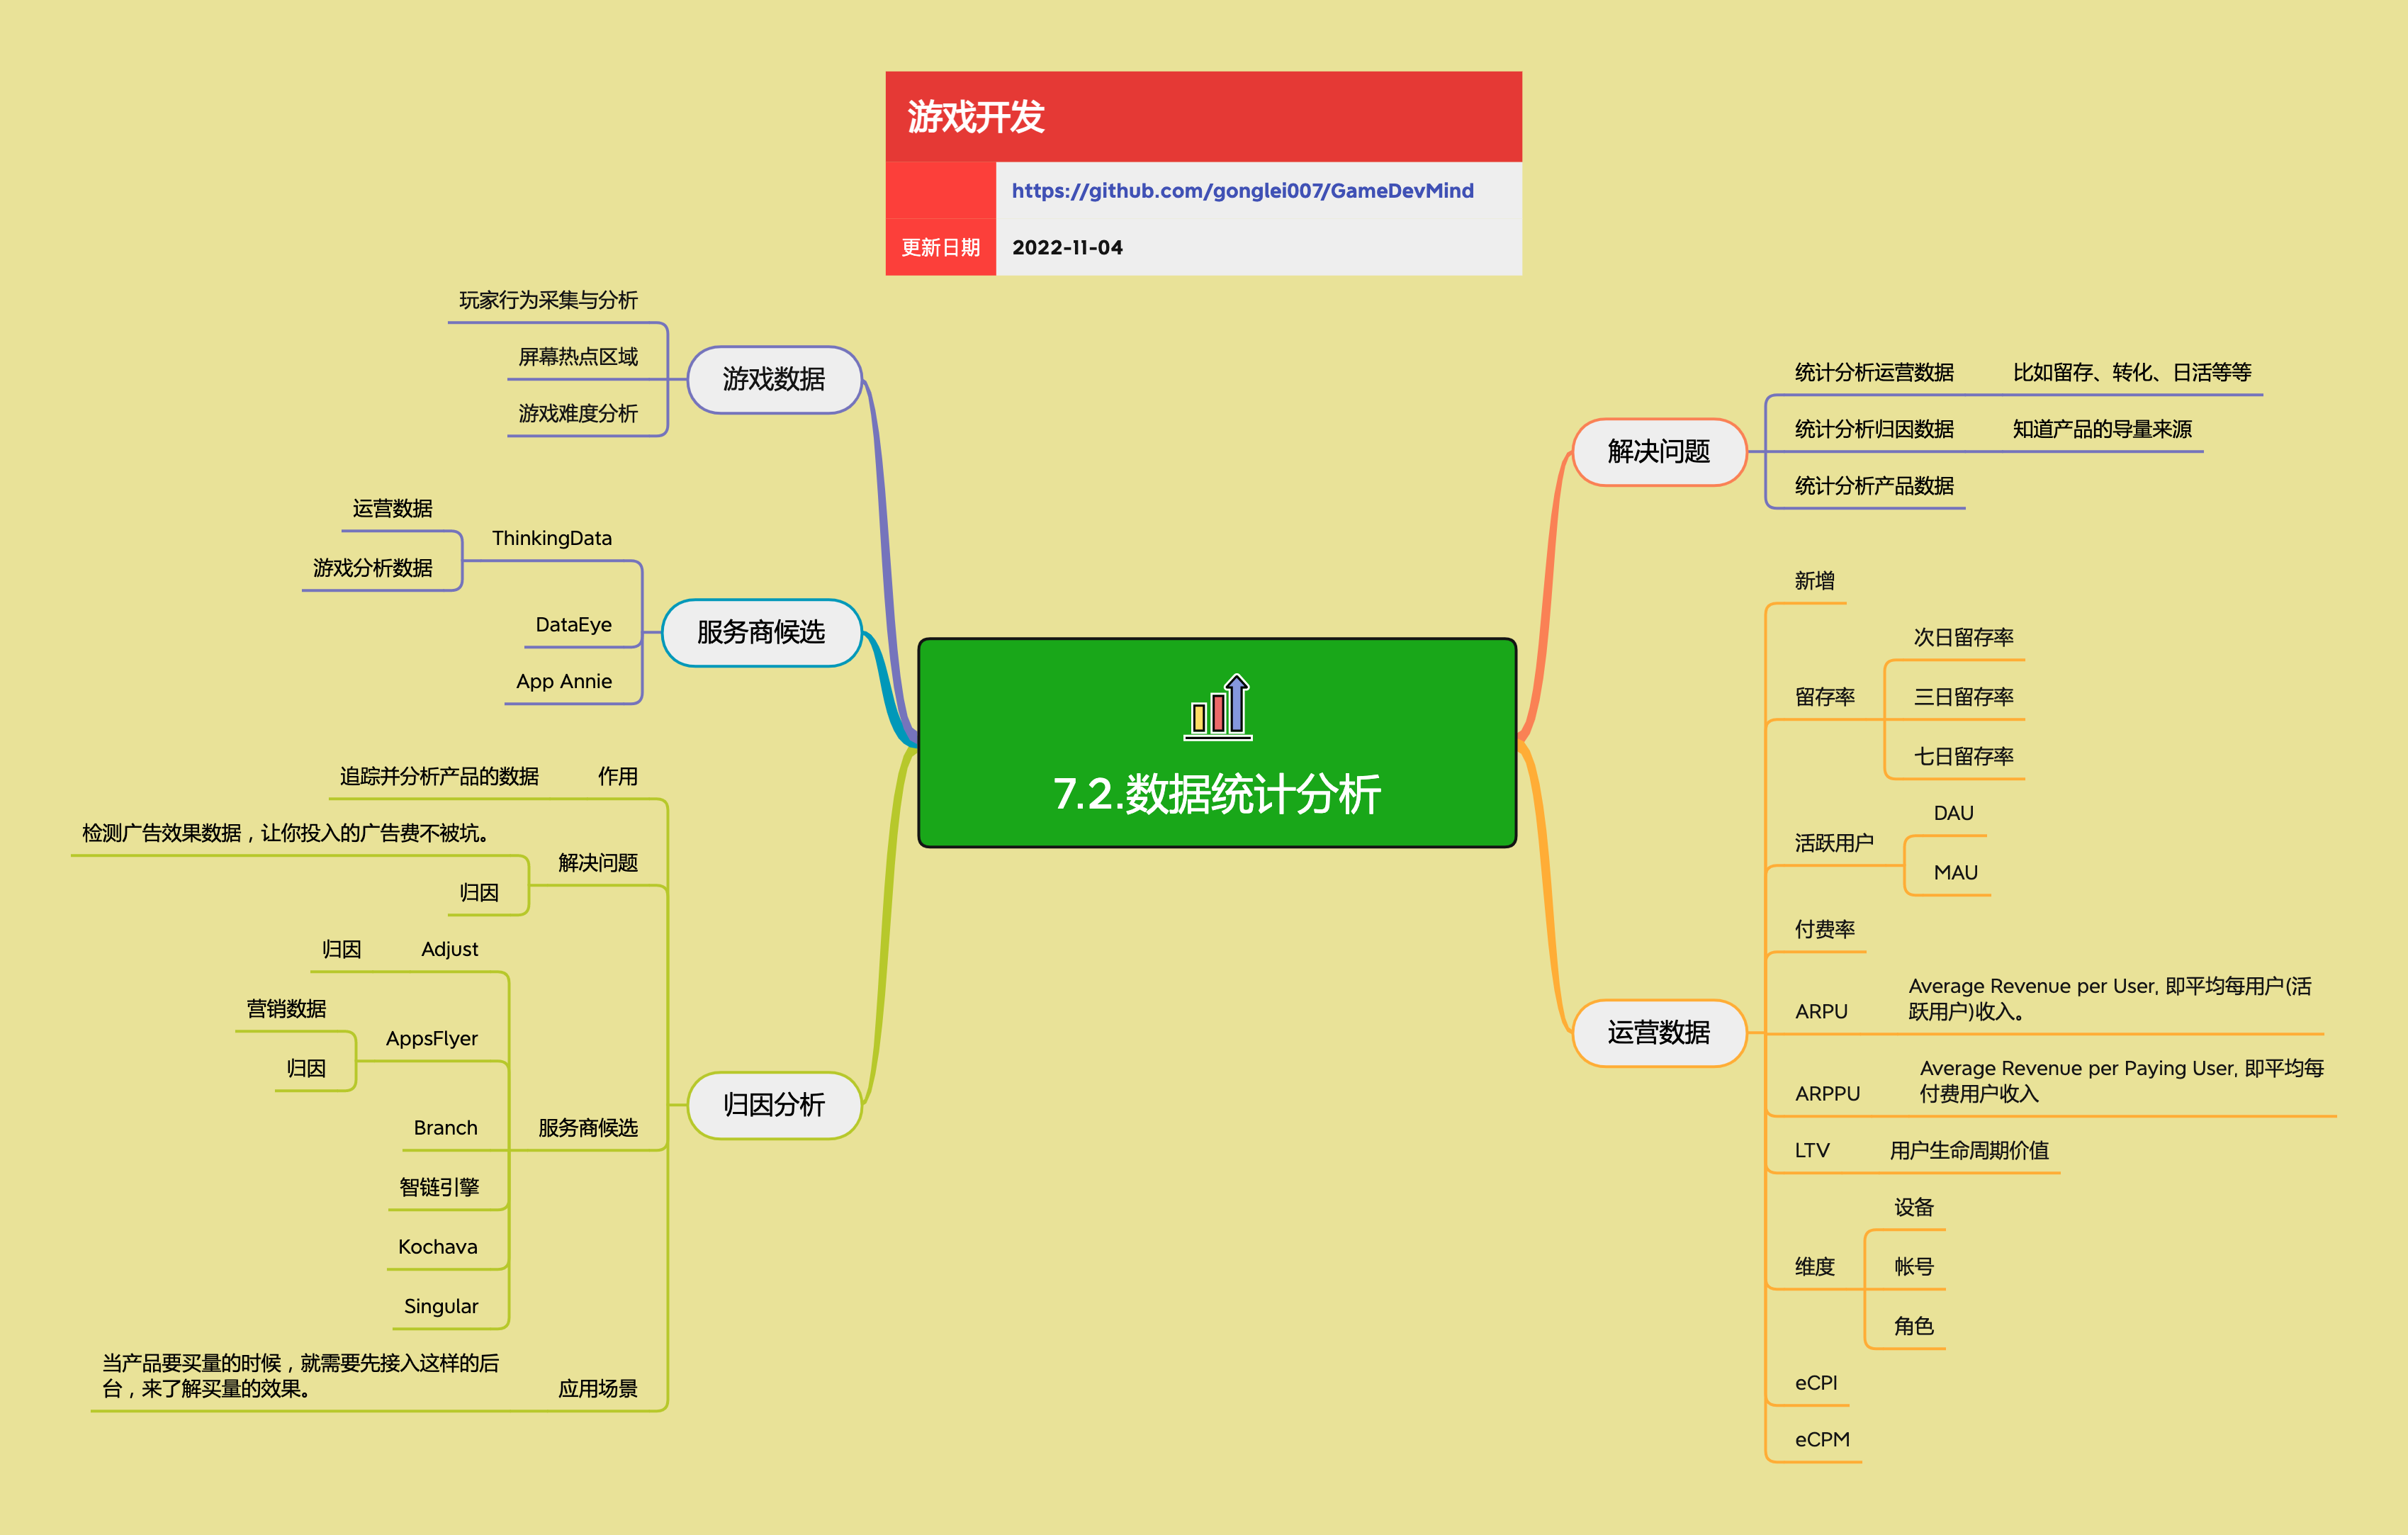 游戏开发
https://github.com/gonglei007/GameDevMind
更新日期
2022-11-04
7.2.数据统计分析
解决问题
统计分析运营数据
比如留存、转化、日活等等
统计分析归因数据
知道产品的导量来源
统计分析产品数据
运营数据
新增
留存率
次日留存率
三日留存率
七日留存率
活跃用户
DAU
MAU
付费率
ARPU
Average Revenue per User, 即平均每用户(活
跃用户)收入。
ARPPU
Average Revenue per Paying User, 即平均每
付费用户收入
LTV
用户生命周期价值
维度
设备
帐号
角色
eCPI
eCPM
游戏数据
玩家行为采集与分析
屏幕热点区域
游戏难度分析
服务商候选
ThinkingData
运营数据
游戏分析数据
DataEye
App Annie
归因分析
作用
追踪并分析产品的数据
解决问题
检测广告效果数据，让你投入的广告费不被坑。
归因
服务商候选
Adjust
归因
AppsFlyer
营销数据
归因
Branch
智链引擎
Kochava
Singular
应用场景
当产品要买量的时候，就需要先接入这样的后
台，来了解买量的效果。